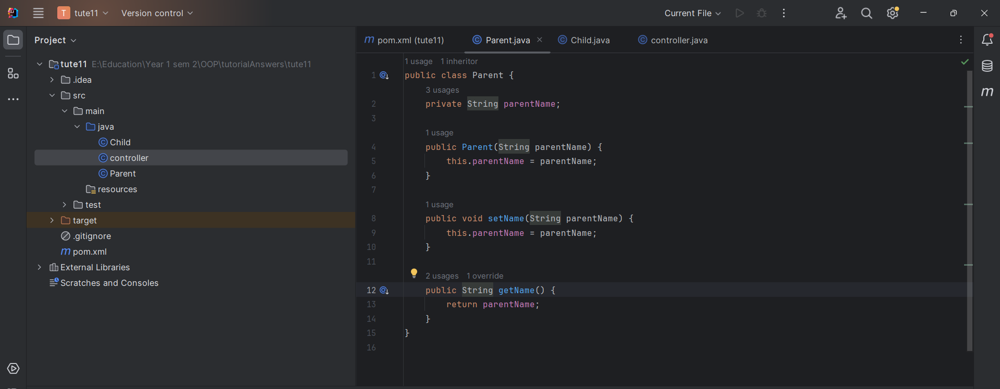 T tute11 Version control Current File
Project
tute11 E:\Education\Year 1 sem 2\OOP\tutorialAnswers\tute11
.idea
src
main
java
Child
controller
Parent
resources
test
target
.gitignore
pom.xml
External Libraries
Scratches and Consoles
pom.xml (tute11) Parent.java Child.java controller.java
1 usage 1 inheritor
1 public class Parent {
3 usages
2 private String parentName;
3
1 usage
4 public Parent(String parentName) {
5 this.parentName = parentName;
6 }
7
1 usage
8 public void setName(String parentName) {
9 this.parentName = parentName;
10 }
11
2 usages 1 override
12 public String getName() {
13 return parentName;
14 }
15 }
16